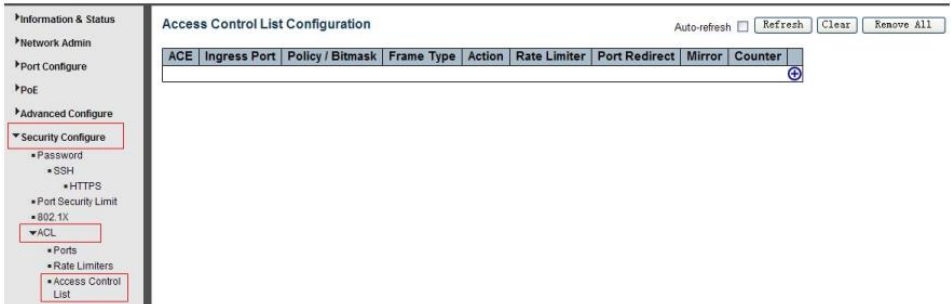 Information & Status
Network Admin
Port Configure
PoE
Advanced Configure
Security Configure
Password
SSH
HTTPS
Port Security Limit
802.1X
ACL
Ports
Rate Limiters
Access Control
List
Access Control List Configuration
Auto-refresh Refresh Clear Remove All
ACE Ingress Port Policy / Bitmask Frame Type Action Rate Limiter Port Redirect Mirror Counter